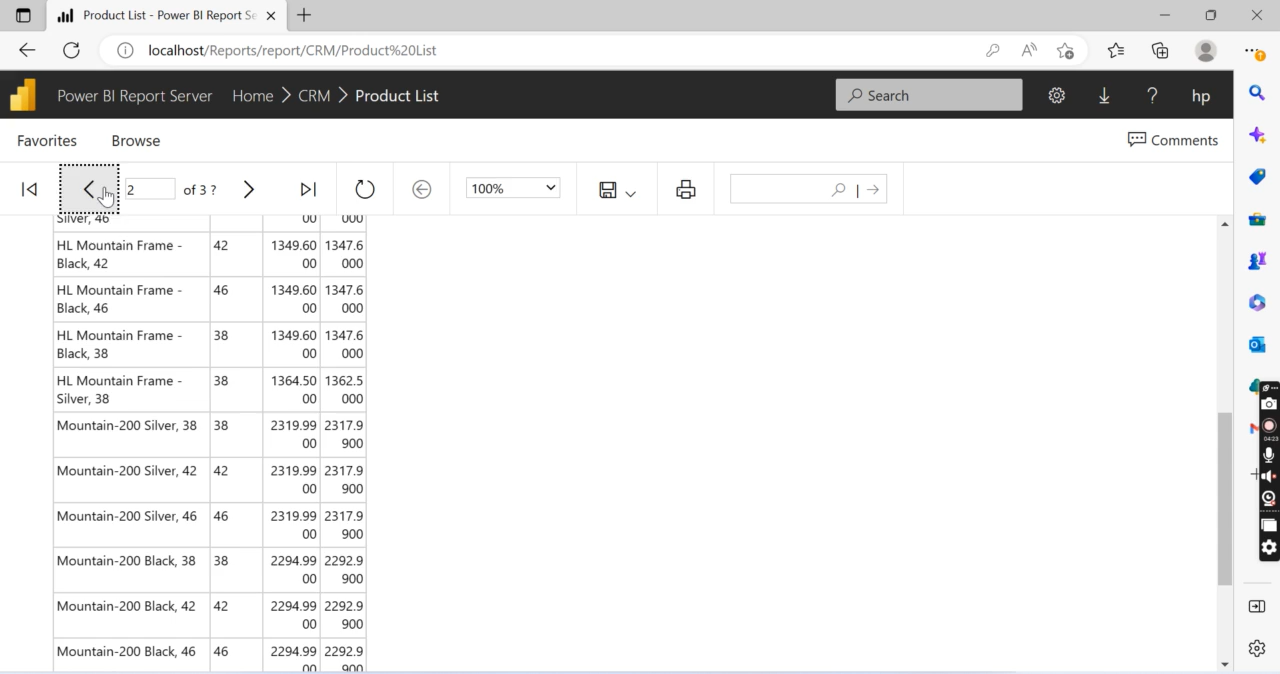 Product List - Power BI Report Se
localhost/Reports/report/CRM/Product%20List
Power BI Report Server Home > CRM > Product List Search ? hp
Favorites Browse Comments
2 of 3 ? 100%
Silver, 46 00 000
HL Mountain Frame - 42 1349.60 1347.6
Black, 42 00 000
HL Mountain Frame - 46 1349.60 1347.6
Black, 46 00 000
HL Mountain Frame - 38 1349.60 1347.6
Black, 38 00 000
HL Mountain Frame - 38 1364.50 1362.5
Silver, 38 00 000
Mountain-200 Silver, 38 38 2319.99 2317.9
00 900
Mountain-200 Silver, 42 42 2319.99 2317.9
00 900
Mountain-200 Silver, 46 46 2319.99 2317.9
00 900
Mountain-200 Black, 38 38 2294.99 2292.9
00 900
Mountain-200 Black, 42 42 2294.99 2292.9
00 900
Mountain-200 Black, 46 46 2294.99 2292.9
00 900
04:23